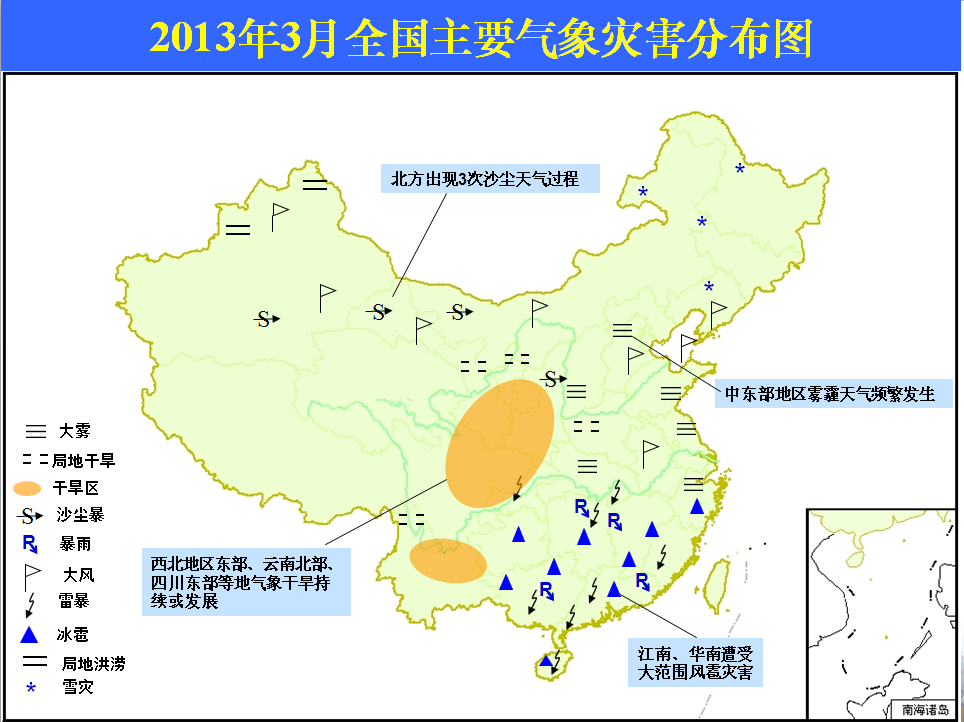 2013年3月全国主要气象灾害分布图
北方出现3次沙尘天气过程
中东部地区雾霾天气频繁发生
大雾
局地干旱
干旱区
S 沙尘暴
R 暴雨
大风
雷暴
冰雹
局地洪涝
* 雪灾
西北地区东部、云南北部、
四川东部等地气象干旱持
续或发展
江南、华南遭受
大范围风雹灾害
南海诸岛
*
*
*
*
S
S
S
S
R
R
R
R